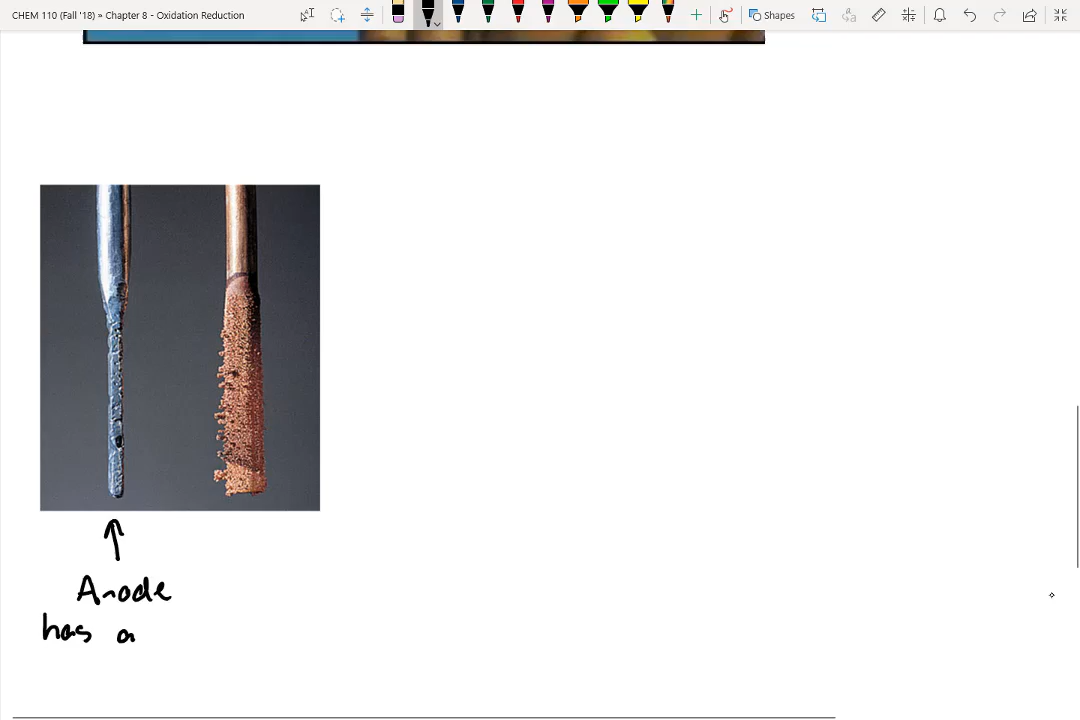 CHEM 110 (Fall '18) » Chapter 8 - Oxidation Reduction
Shapes
Anode
has a